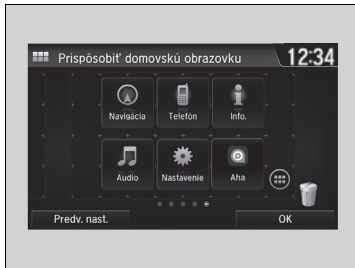 Prispôsobiť domovskú obrazovku 12:34
Navigácia Telefón Info.
Audio Nastavenie Aha
Predv. nast. OK